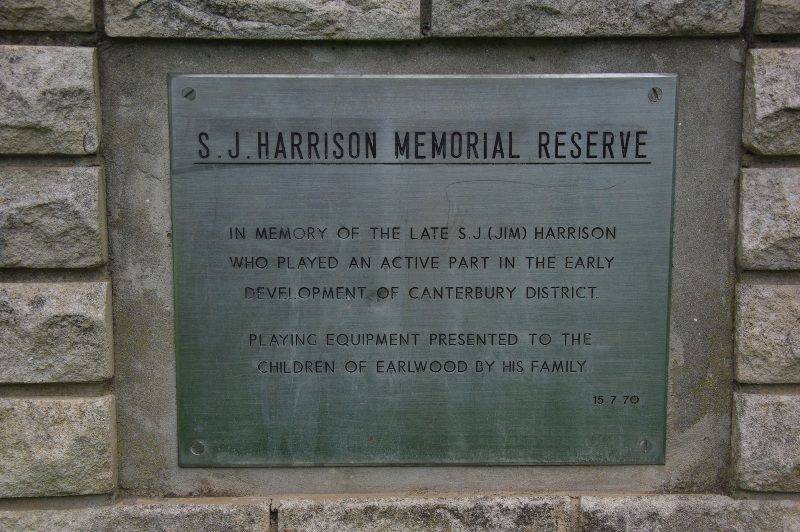 S.J. HARRISON MEMORIAL RESERVE
IN MEMORY OF THE LATE S.J (JIM) HARRISON
WHO PLAYED AN ACTIVE PART IN THE EARLY
DEVELOPMENT OF CANTERBURY DISTRICT.
PLAYING EQUIPMENT PRESENTED TO THE
CHILDREN OF EARLWOOD BY HIS FAMILY
15 7 70